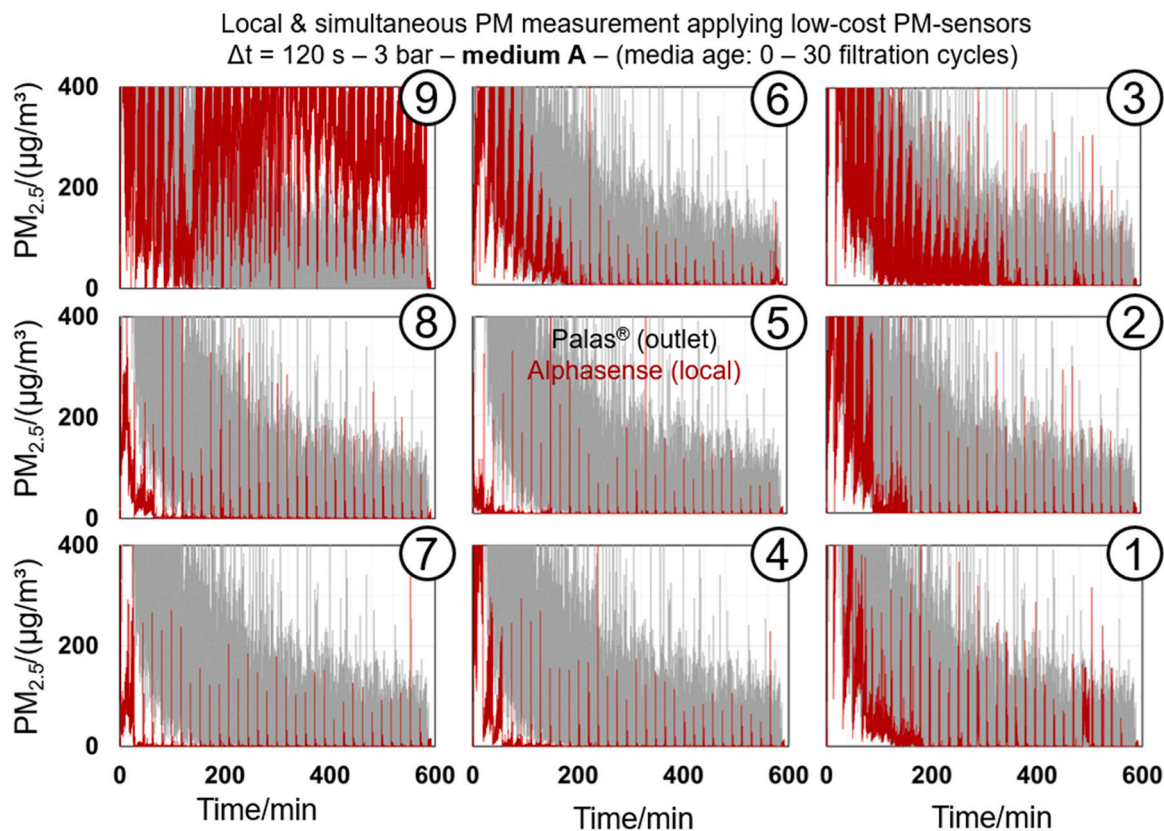 Local & simultaneous PM measurement applying low-cost PM-sensors
Δt = 120 s – 3 bar – medium A – (media age: 0 – 30 filtration cycles)
PM2.5/(µg/m³)
400
200
0
9
6
3
PM2.5/(µg/m³)
400
200
0
8
5
2
Palas® (outlet)
Alphasense (local)
PM2.5/(µg/m³)
400
200
0
7
4
1
0 200 400 600
0 200 400 600
0 200 400 600
Time/min
Time/min
Time/min